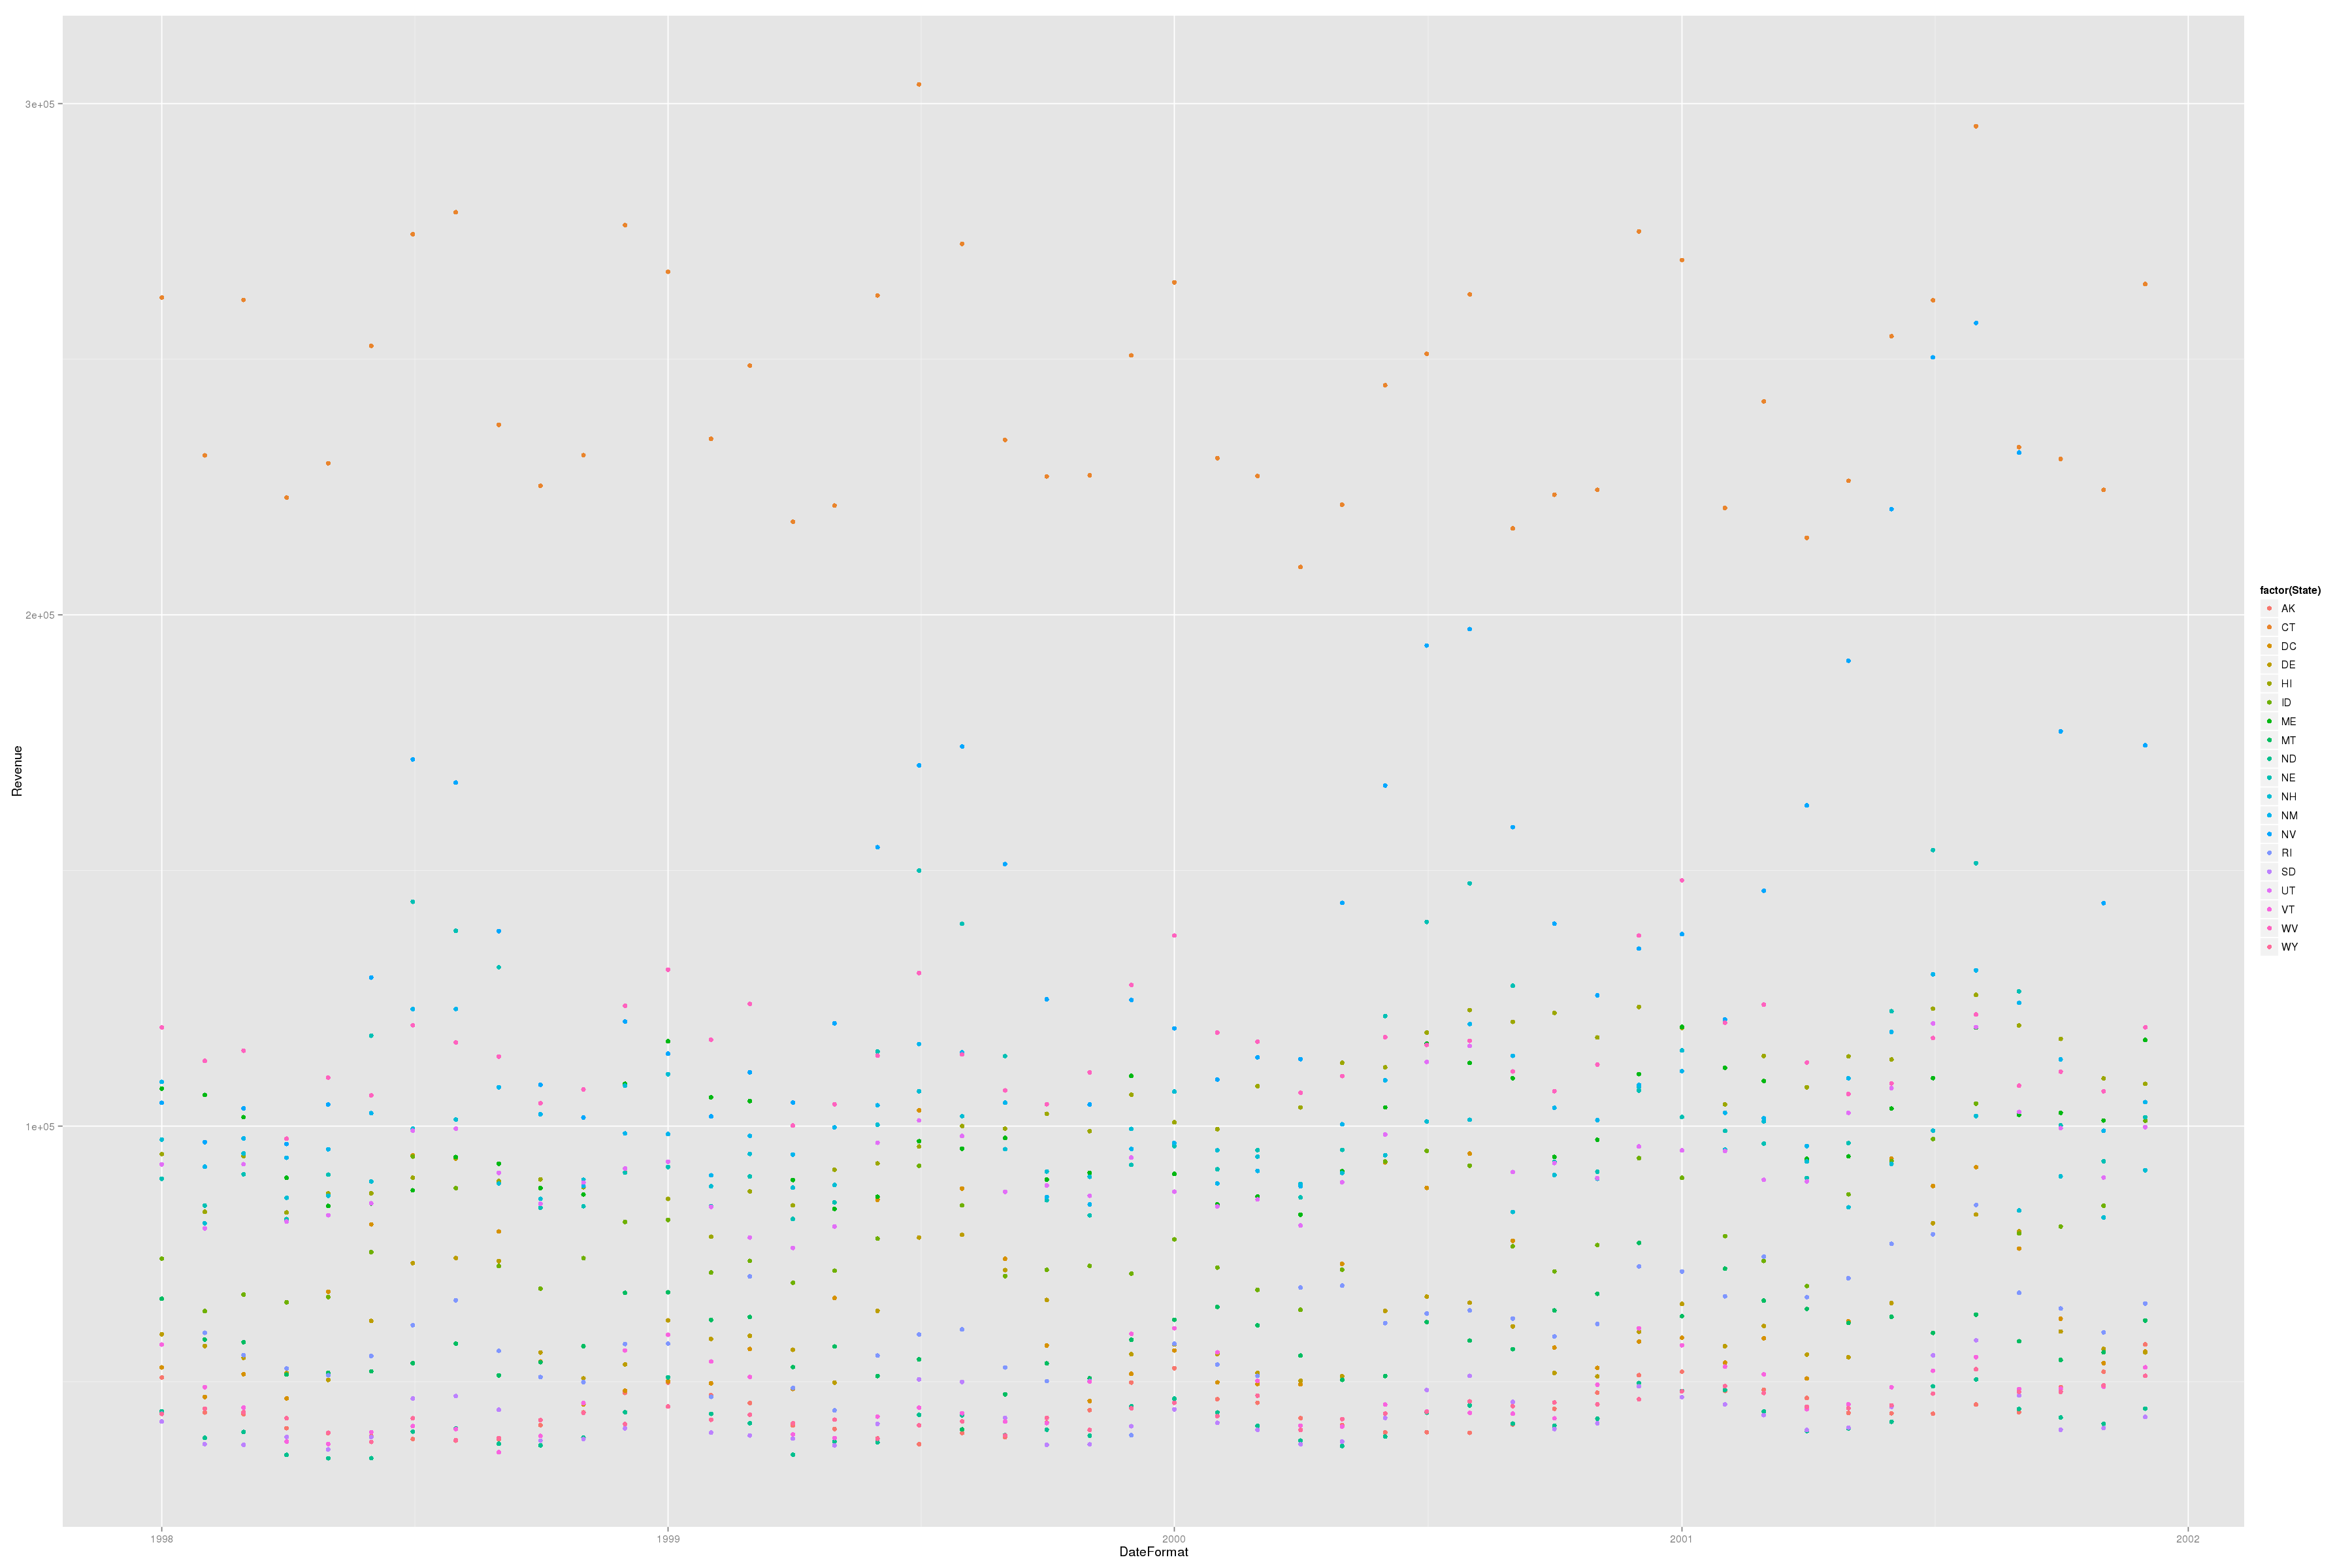 3e+05
2e+05
1e+05
Revenue
1998
1999
2000
2001
2002
DateFormat
factor(State)
AK
CT
DC
DE
HI
ID
ME
MT
ND
NE
NH
NM
NV
RI
SD
UT
VT
WV
WY